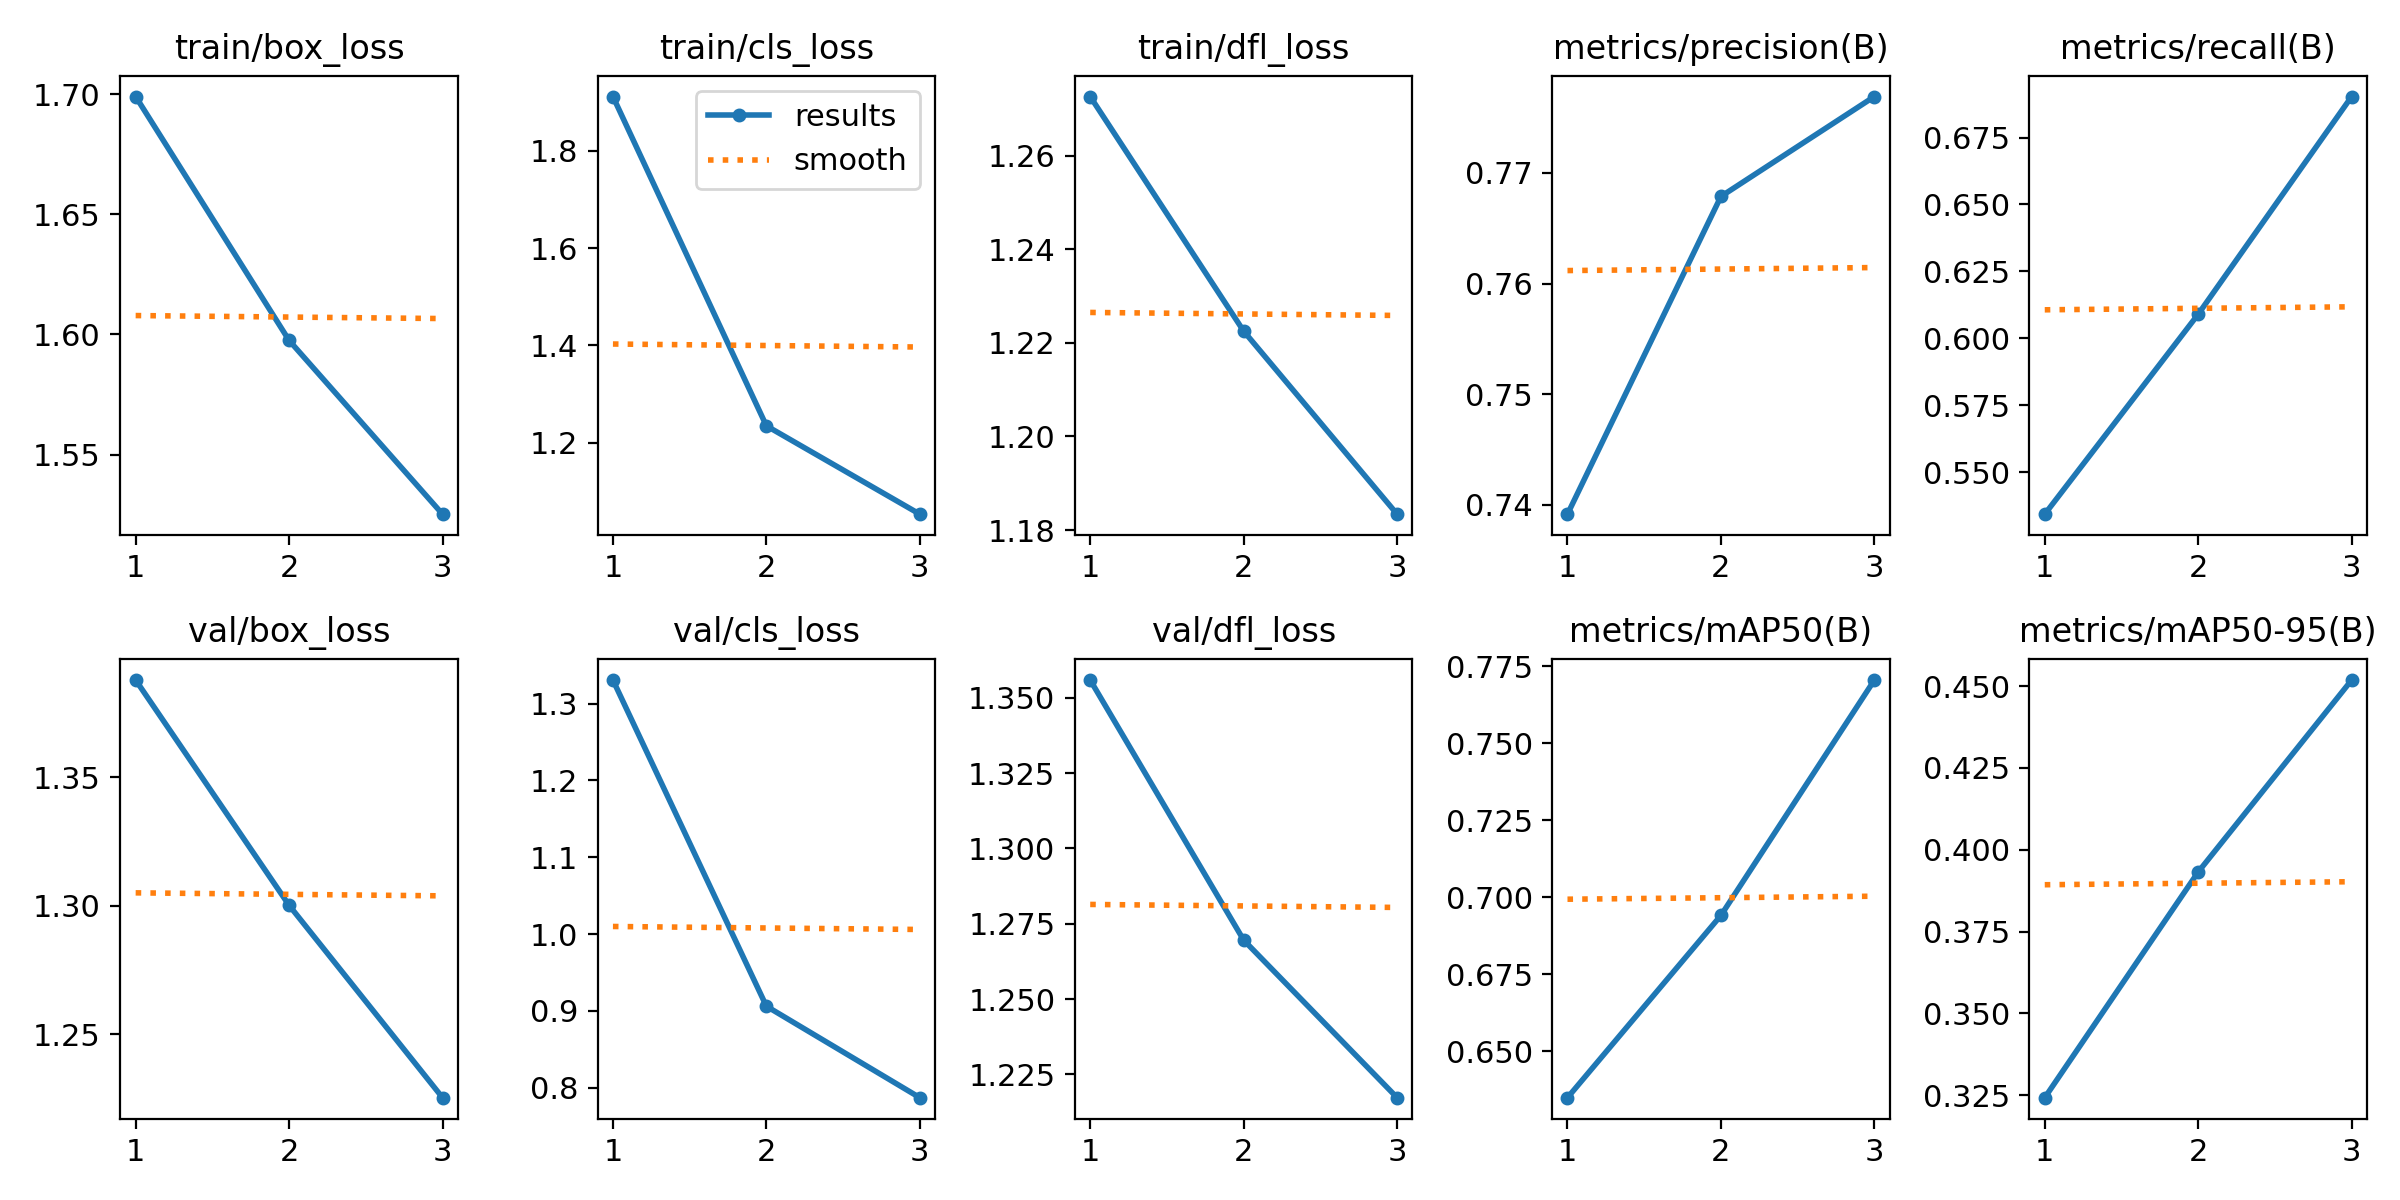 train/box_loss
1.70
1.65
1.60
1.55
1 2 3
train/cls_loss
results
smooth
1.8
1.6
1.4
1.2
1 2 3
train/dfl_loss
1.26
1.24
1.22
1.20
1.18
1 2 3
metrics/precision(B)
0.77
0.76
0.75
0.74
1 2 3
metrics/recall(B)
0.675
0.650
0.625
0.600
0.575
0.550
1 2 3
val/box_loss
1.35
1.30
1.25
1 2 3
val/cls_loss
1.3
1.2
1.1
1.0
0.9
0.8
1 2 3
val/dfl_loss
1.350
1.325
1.300
1.275
1.250
1.225
1 2 3
metrics/mAP50(B)
0.775
0.750
0.725
0.700
0.675
0.650
1 2 3
metrics/mAP50-95(B)
0.450
0.425
0.400
0.375
0.350
0.325
1 2 3